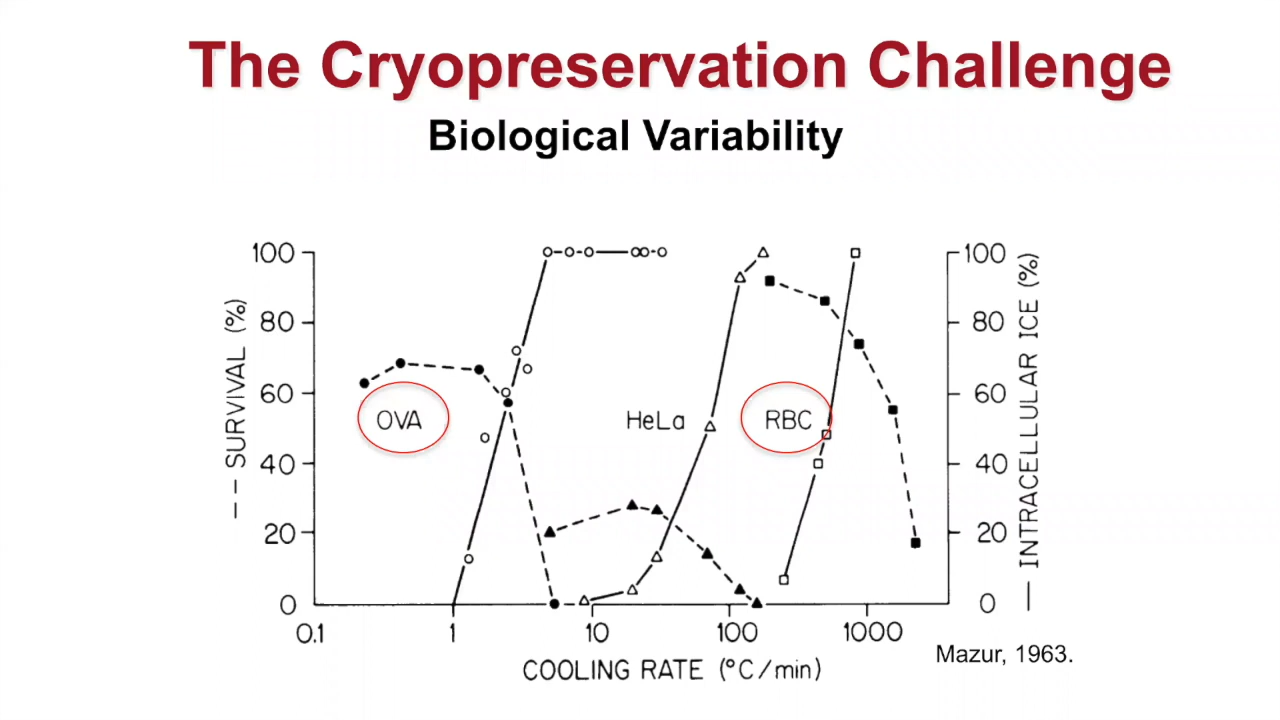 The Cryopreservation Challenge
Biological Variability
-- SURVIVAL (%)
100
80
60
40
20
0
OVA
HeLa
RBC
100
80
60
40
20
0
— INTRACELLULAR ICE (%)
0.1 1 10 100 1000
COOLING RATE (°C/min)
Mazur, 1963.